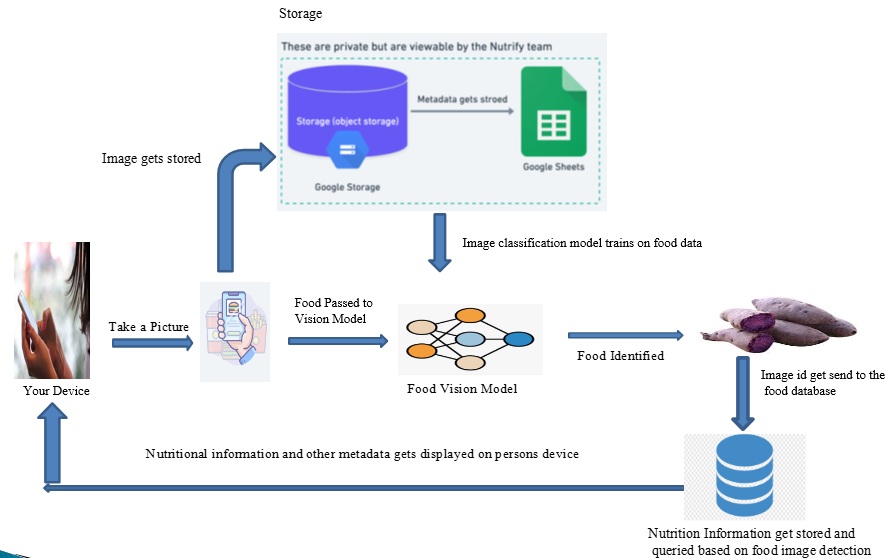 Storage
These are private but are viewable by the Nutrify team
Metadata gets stroed
Storage (object storage)
Google Storage
Google Sheets
Image gets stored
Image classification model trains on food data
Take a Picture
Food Passed to
Vision Model
Food Identified
Your Device
Food Vision Model
Image id get send to the
food database
Nutritional information and other metadata gets displayed on persons device
Nutrition Information get stored and
queried based on food image detection